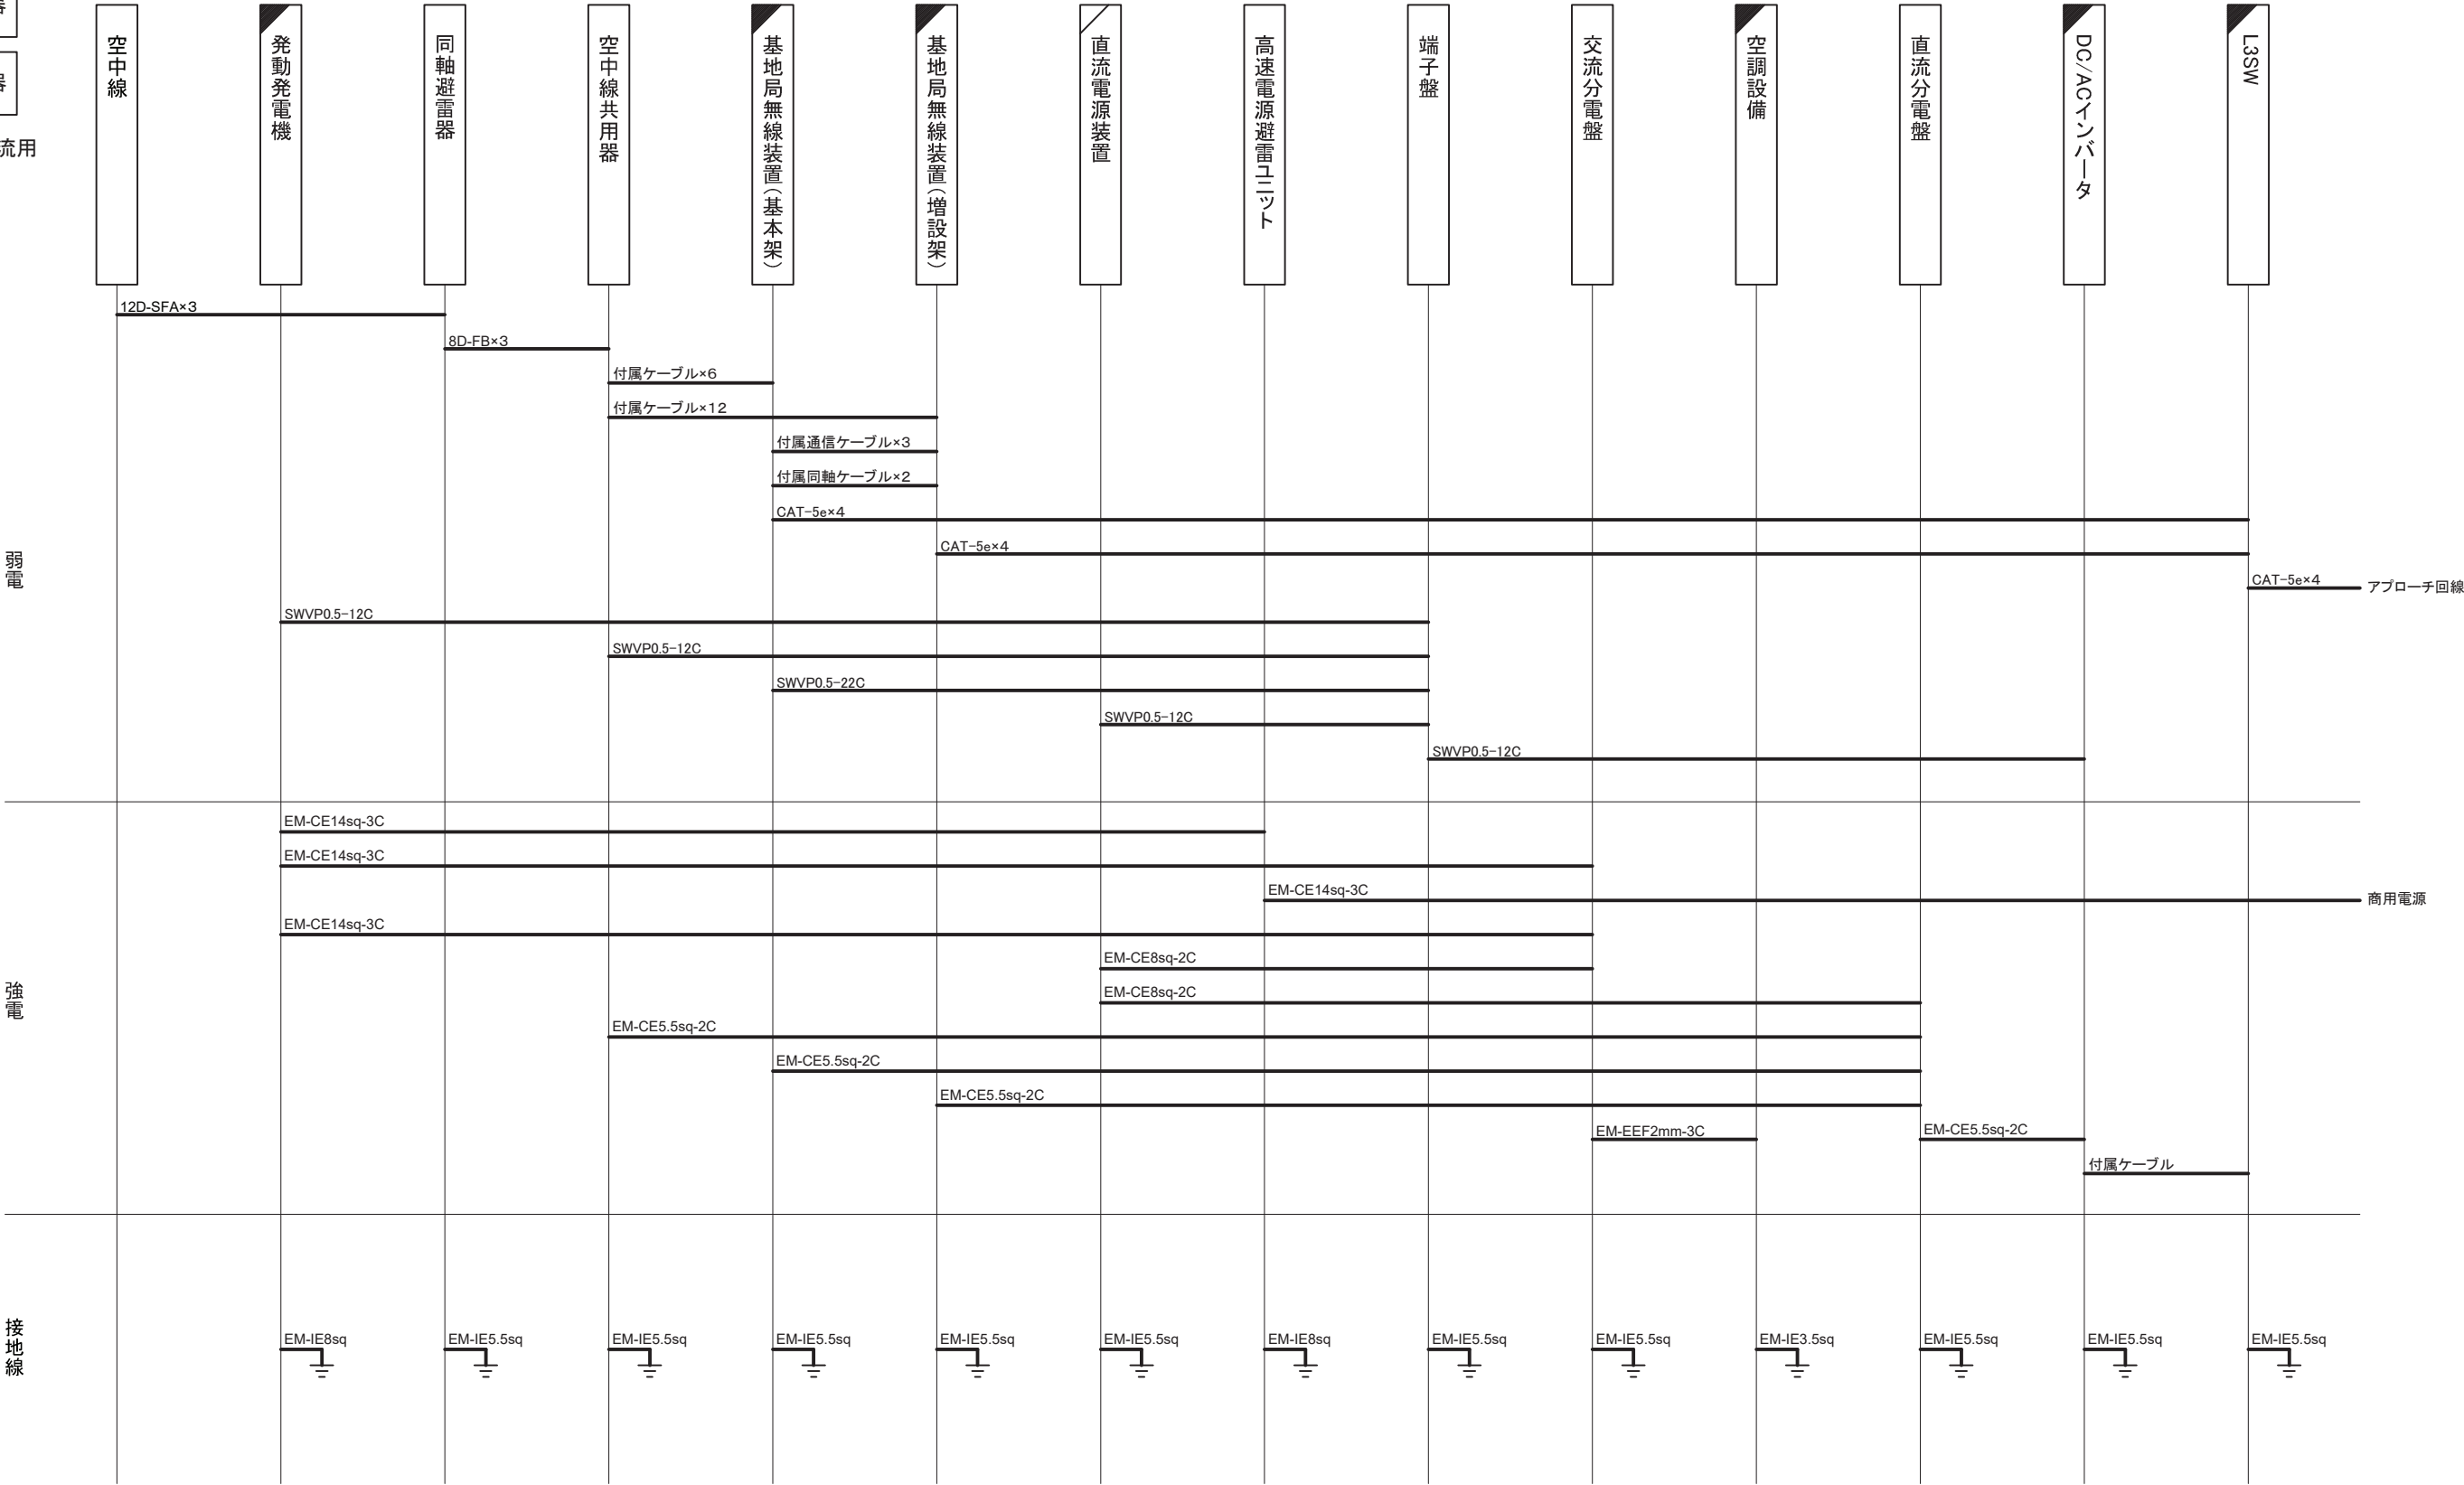 器
器
流用
空中線
発動発電機
同軸避雷器
空中線共用器
基地局無線装置(基本架)
基地局無線装置(増設架)
直流電源装置
高速電源避雷ユニット
端子盤
交流分電盤
空調設備
直流分電盤
DC/ACインバータ
L3SW
12D-SFA×3
8D-FB×3
付属ケーブル×6
付属ケーブル×12
付属通信ケーブル×3
付属同軸ケーブル×2
CAT-5e×4
CAT-5e×4
弱電
CAT-5e×4
アプローチ回線
SWVP0.5-12C
SWVP0.5-12C
SWVP0.5-22C
SWVP0.5-12C
SWVP0.5-12C
EM-CE14sq-3C
EM-CE14sq-3C
EM-CE14sq-3C
商用電源
EM-CE14sq-3C
EM-CE8sq-2C
強電
EM-CE8sq-2C
EM-CE5.5sq-2C
EM-CE5.5sq-2C
EM-CE5.5sq-2C
EM-EEF2mm-3C
EM-CE5.5sq-2C
付属ケーブル
接地線
EM-IE8sq
EM-IE5.5sq
EM-IE5.5sq
EM-IE5.5sq
EM-IE5.5sq
EM-IE5.5sq
EM-IE8sq
EM-IE5.5sq
EM-IE5.5sq
EM-IE3.5sq
EM-IE5.5sq
EM-IE5.5sq
EM-IE5.5sq